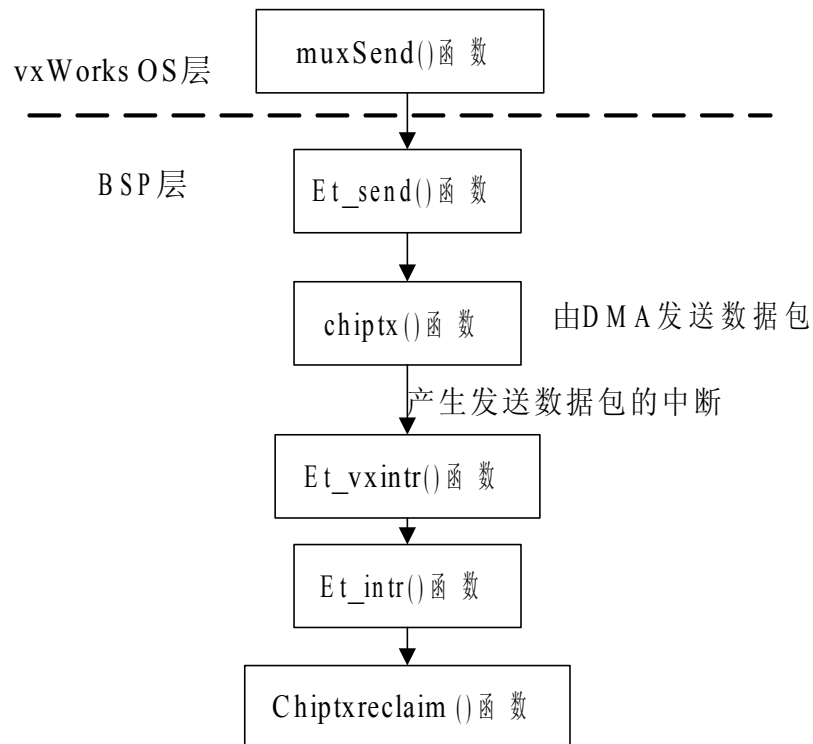 muxSend()函数
vxWorks OS层
BSP层
Et_send()函数
chiptx()函数
由DMA发送数据包
产生发送数据包的中断
Et_vxintr()函数
Et_intr()函数
Chiptxreclaim()函数